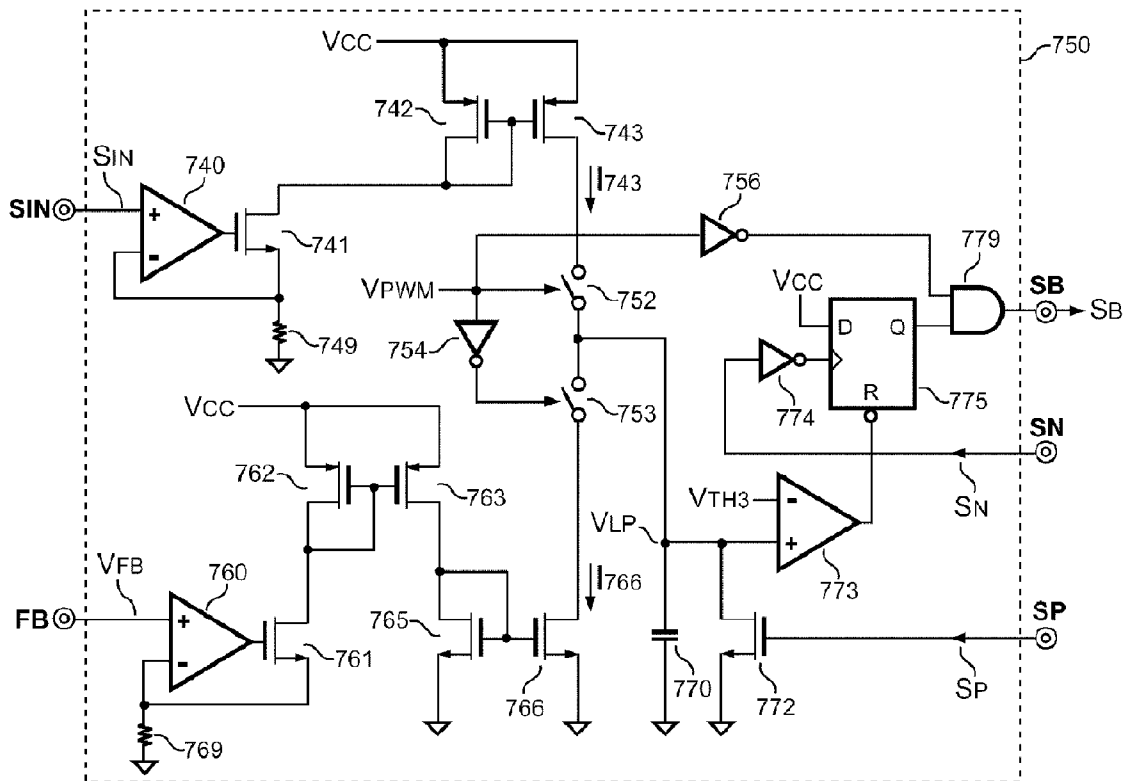 VCC
750
742
743
SIN
740
I743
756
SIN
+
-
741
779
VCC
SB
SB
VPWM
752
D
Q
749
754
774
R
775
753
SN
VCC
762
763
VTH3
-
SN
VLP
+
773
VFB
760
I766
SP
FB
+
-
765
761
766
770
772
SP
769